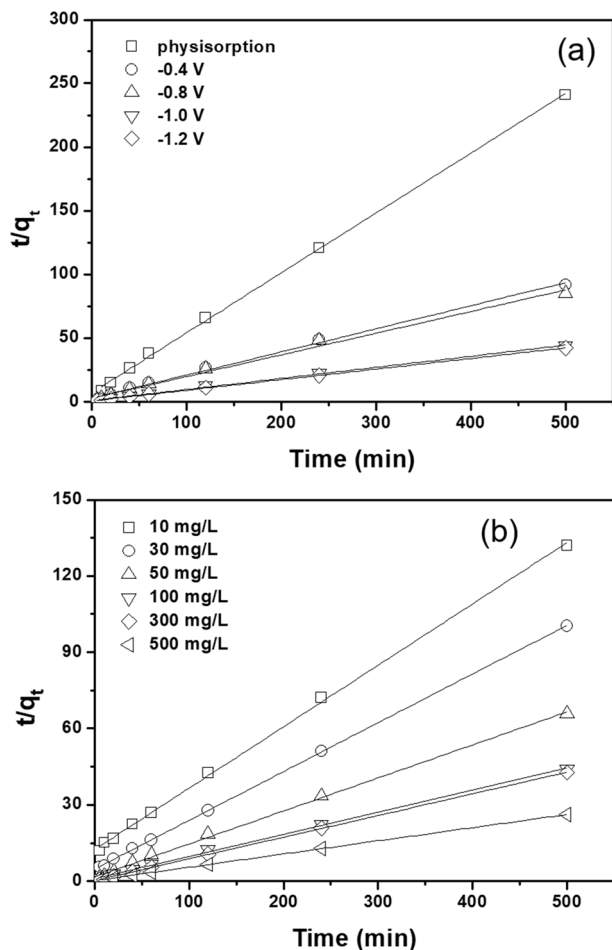 300
250
200
150
100
50
0
t/qt
physisorption
-0.4 V
-0.8 V
-1.0 V
-1.2 V
(a)
0 100 200 300 400 500
Time (min)
150
120
90
60
30
0
t/qt
10 mg/L
30 mg/L
50 mg/L
100 mg/L
300 mg/L
500 mg/L
(b)
0 100 200 300 400 500
Time (min)